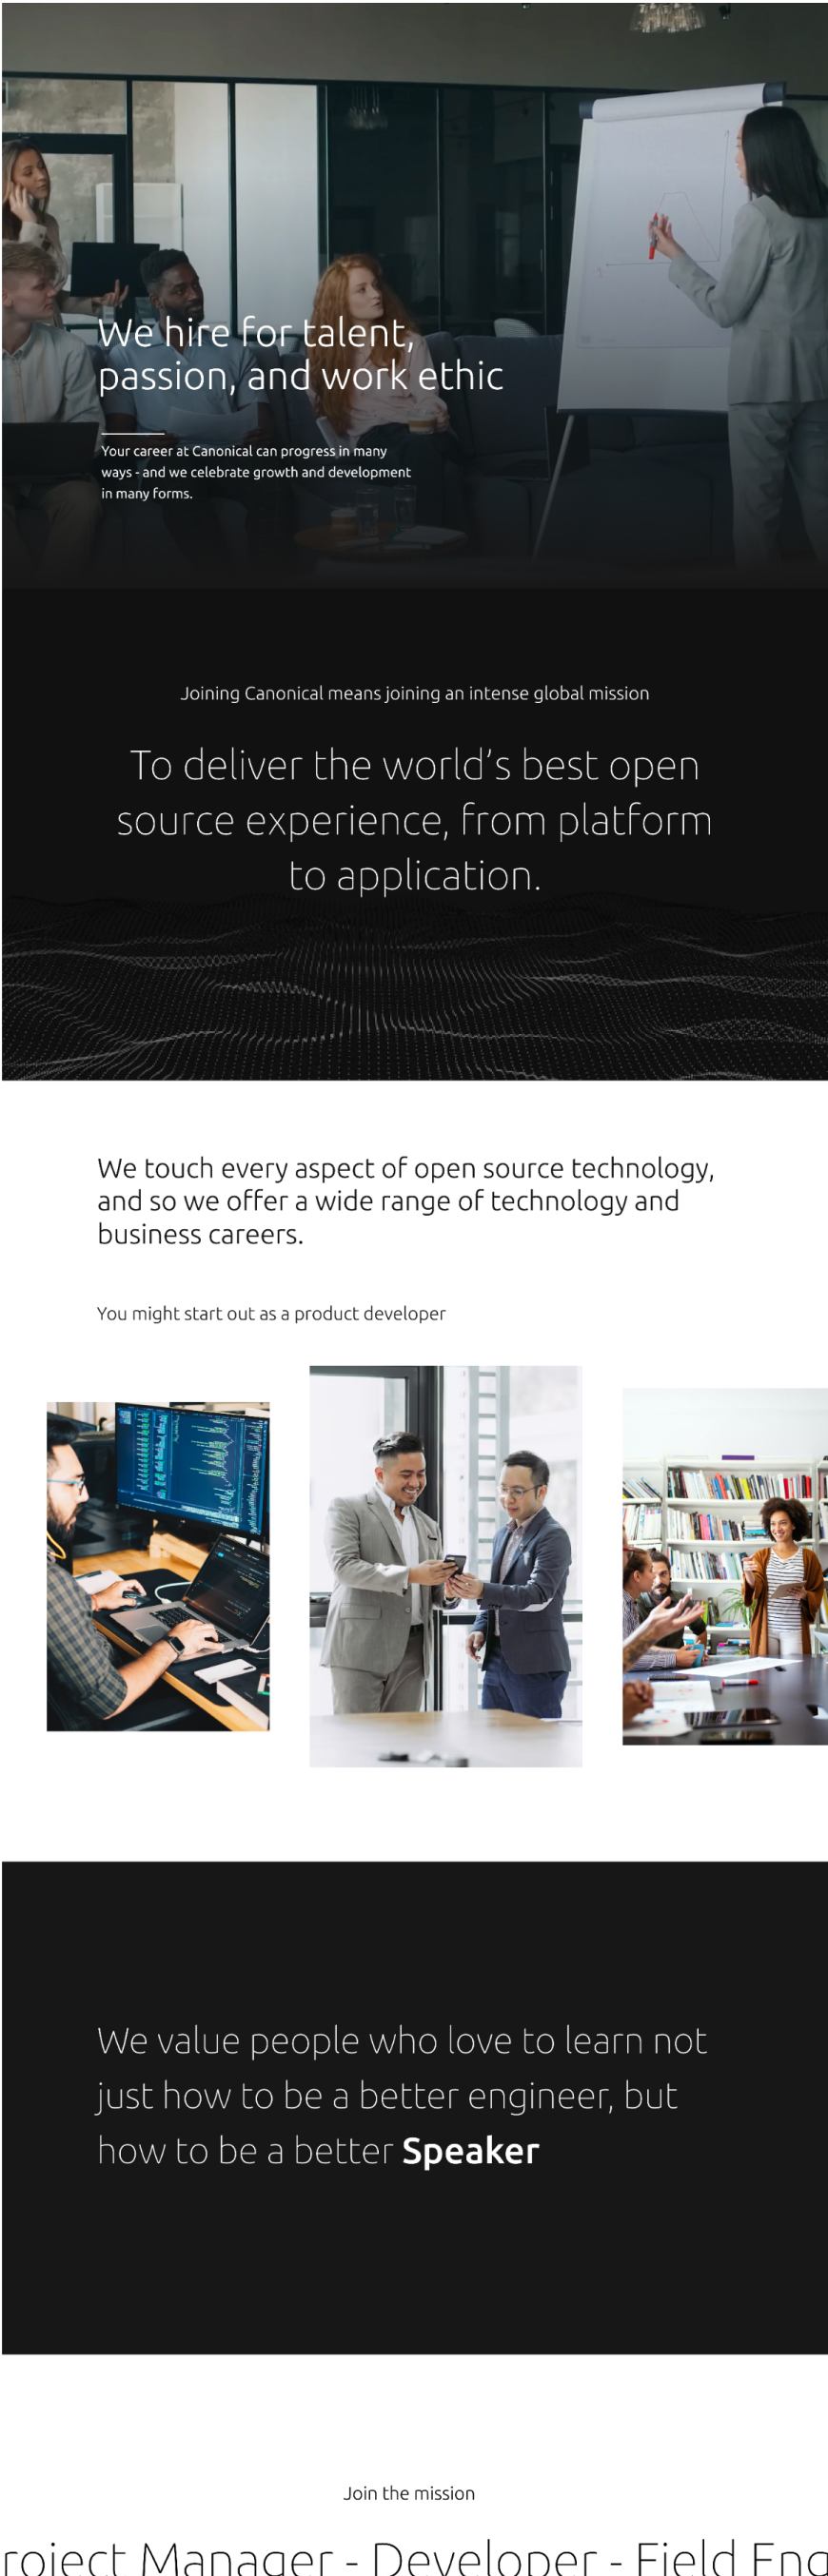 We hire for talent,
passion, and work ethic
Your career at Canonical can progress in many
ways - and we celebrate growth and development
in many forms.
Joining Canonical means joining an intense global mission
To deliver the world's best open
source experience, from platform
to application.
We touch every aspect of open source technology,
and so we offer a wide range of technology and
business careers.
You might start out as a product developer
We value people who love to learn not
just how to be a better engineer, but
how to be a better Speaker
Join the mission
roject Manager - Developer - Field Eng